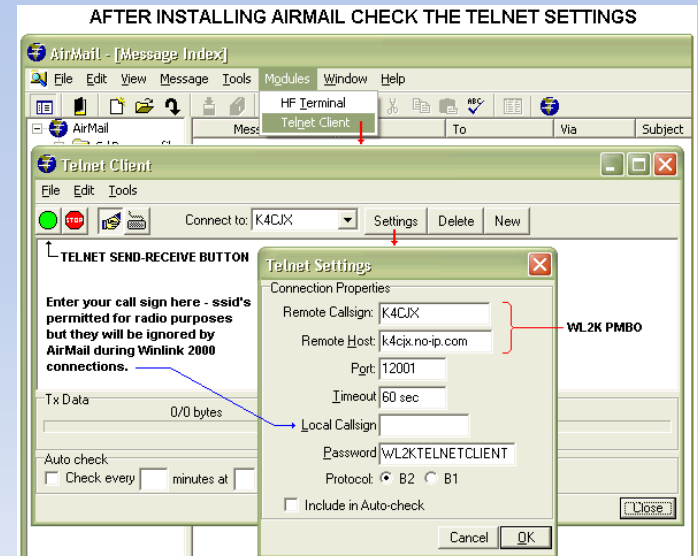 AFTER INSTALLING AIRMAIL CHECK THE TELNET SETTINGS
AirMail - [Message Index]
File Edit View Message Tools Modules Window Help
HF Terminal
Telnet Client
ABC
AirMail
Mess
To
Via
Subject
Telnet Client
File Edit Tools
STOP
Connect to: K4CJX
Settings
Delete
New
TELNET SEND-RECEIVE BUTTON
Enter your call sign here - ssid's
permitted for radio purposes
but they will be ignored by
AirMail during Winlink 2000
connections.
Tx Data
0/0 bytes
Auto check
Check every minutes at
Close
Telnet Settings
Connection Properties
Remote Callsign: K4CJX
Remote Host: k4cjx.no-ip.com
WL2K PMBO
Port: 12001
Timeout 60 sec
Local Callsign
Password WL2KTELNETCLIENT
Protocol: B2 B1
Include in Auto-check
Cancel
OK